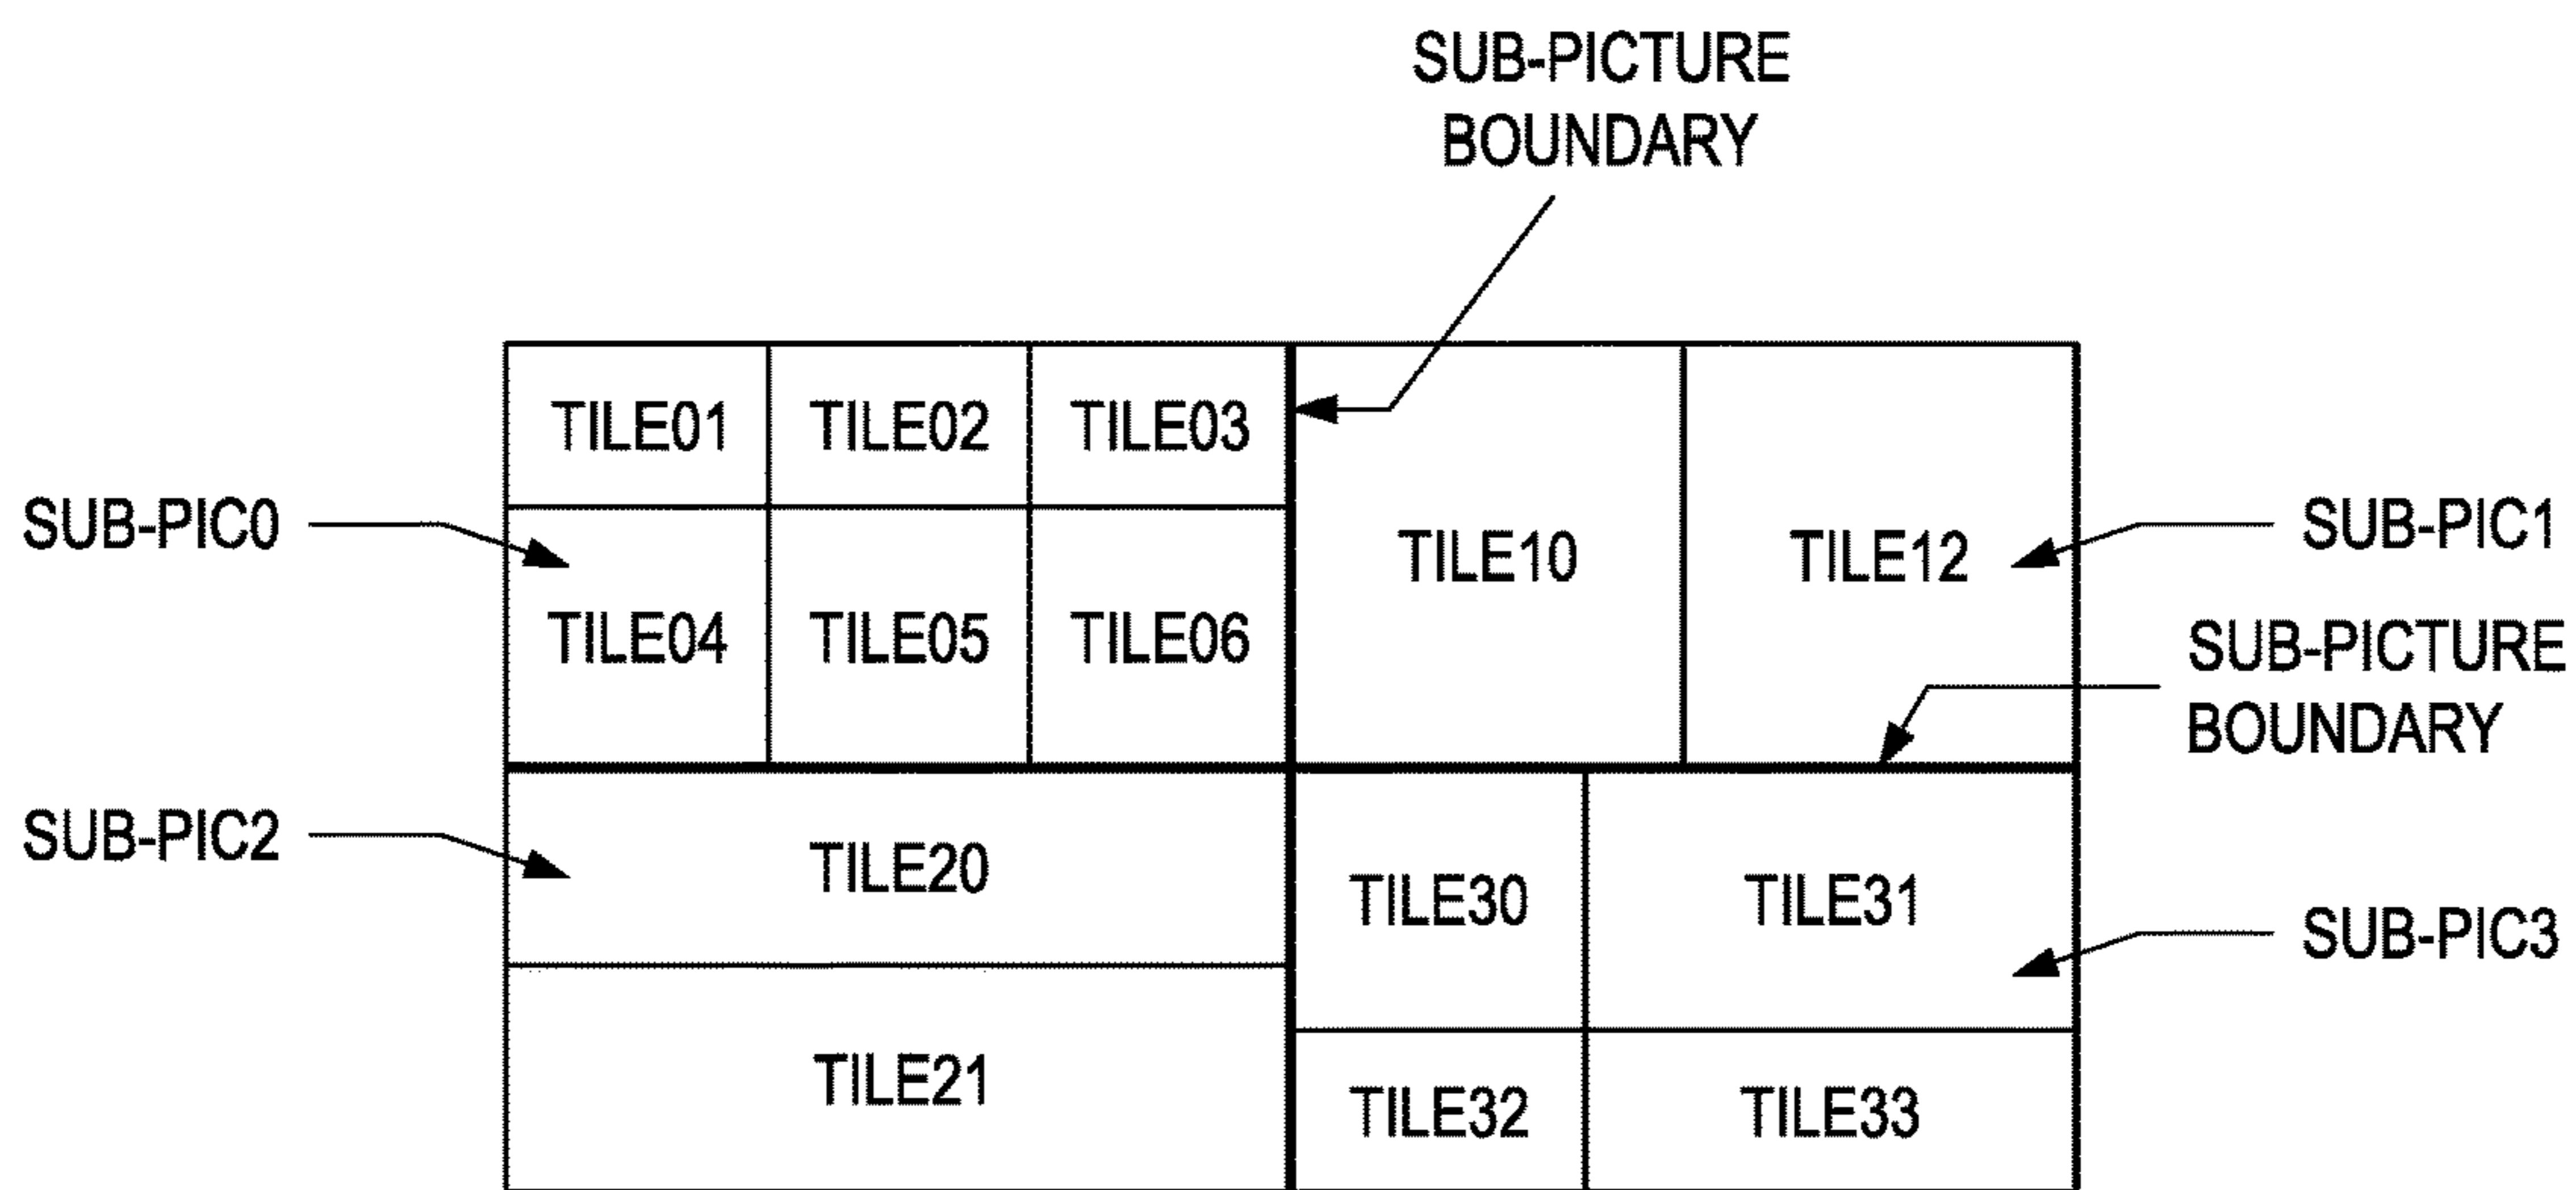 SUB-PICTURE
BOUNDARY
TILE01
TILE02
TILE03
SUB-PIC0
TILE10
TILE12
SUB-PIC1
TILE04
TILE05
TILE06
SUB-PICTURE
BOUNDARY
SUB-PIC2
TILE20
TILE30
TILE31
SUB-PIC3
TILE21
TILE32
TILE33